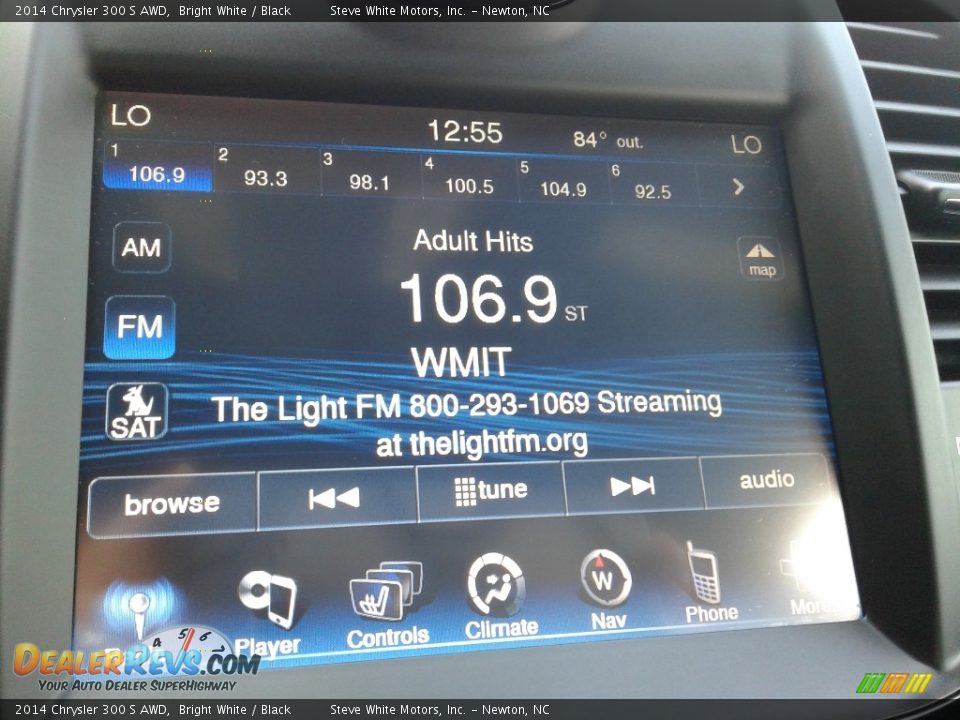 2014 Chrysler 300 S AWD, Bright White / Black Steve White Motors, Inc. - Newton, NC
LO 12:55 84° out. LO
1 106.9 2 93.3 3 98.1 4 100.5 5 104.9 6 92.5
AM
Adult Hits
map
106.9 ST
FM
WMIT
SAT
The Light FM 800-293-1069 Streaming
at thelightfm.org
browse tune audio
W
Player Controls Climate Nav Phone More
4 5 6
DealerRevs.com
Your Auto Dealer SuperHighway
2014 Chrysler 300 S AWD, Bright White / Black Steve White Motors, Inc. - Newton, NC